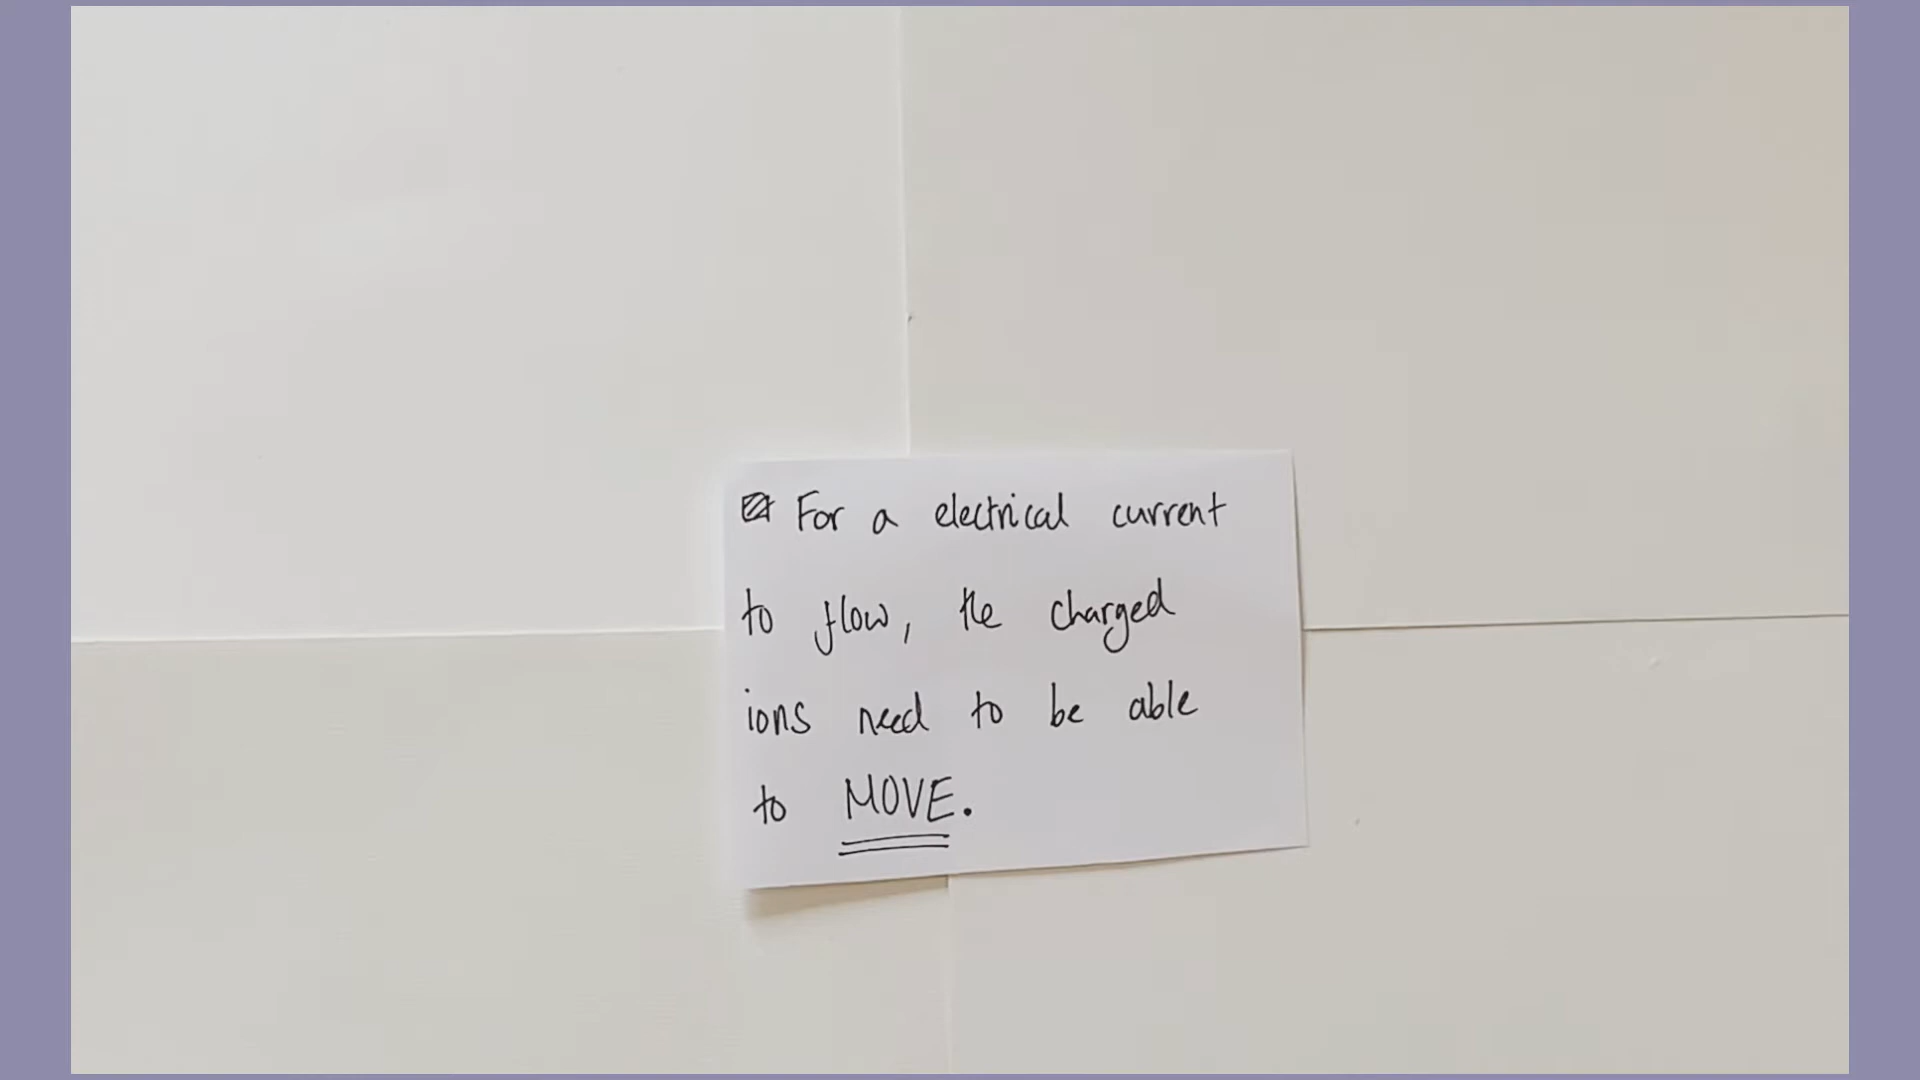 For a electrical current
to flow, the charged
ions need to be able
to MOVE.